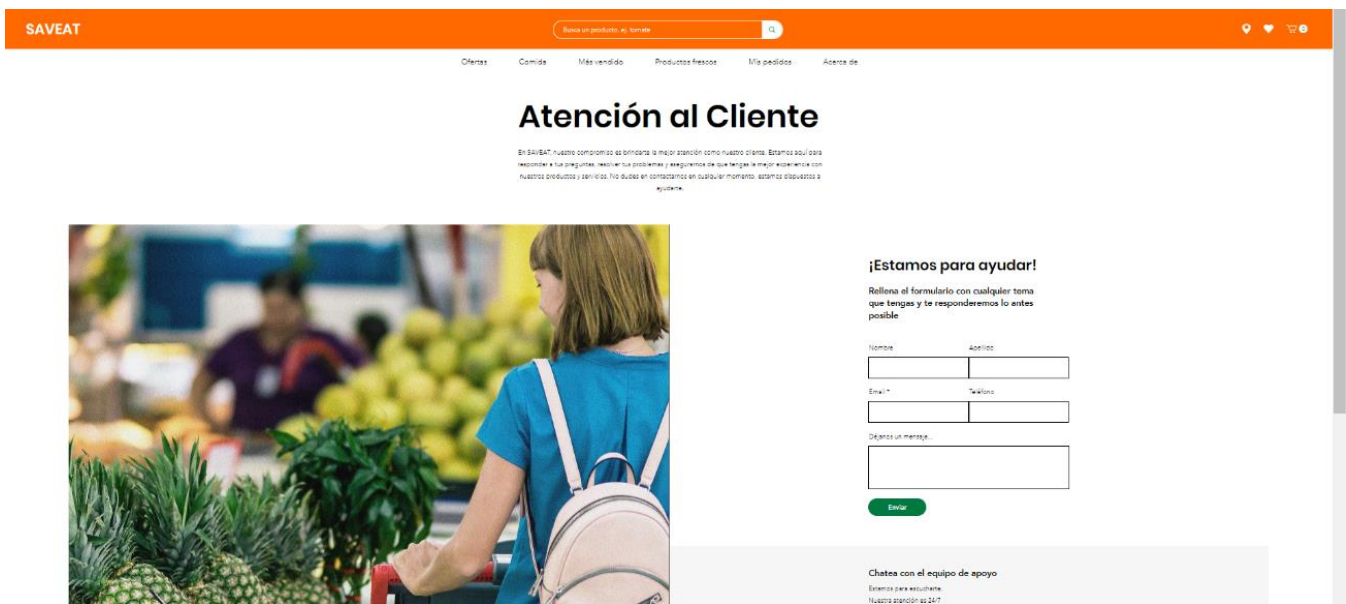 SAVEAT
Busca un producto, ej. tomate
0
Ofertas Comida Más vendido Productos frescos Mis pedidos Acerca de
Atención al Cliente
En SAVEAT, nuestro compromiso es brindarte la mejor atención como nuestro cliente. Estamos aquí para
responder a tus preguntas, resolver tus problemas y asegurarnos de que tengas la mejor experiencia con
nuestros productos y servicios. No dudes en contactarnos en cualquier momento, estamos dispuestos a
ayudarte.
¡Estamos para ayudar!
Rellena el formulario con cualquier tema
que tengas y te responderemos lo antes
posible
Nombre Apellido
Email * Teléfono
Déjanos un mensaje...
Enviar
Chatea con el equipo de apoyo
Estamos para escucharte.
Nuestra atención es 24/7